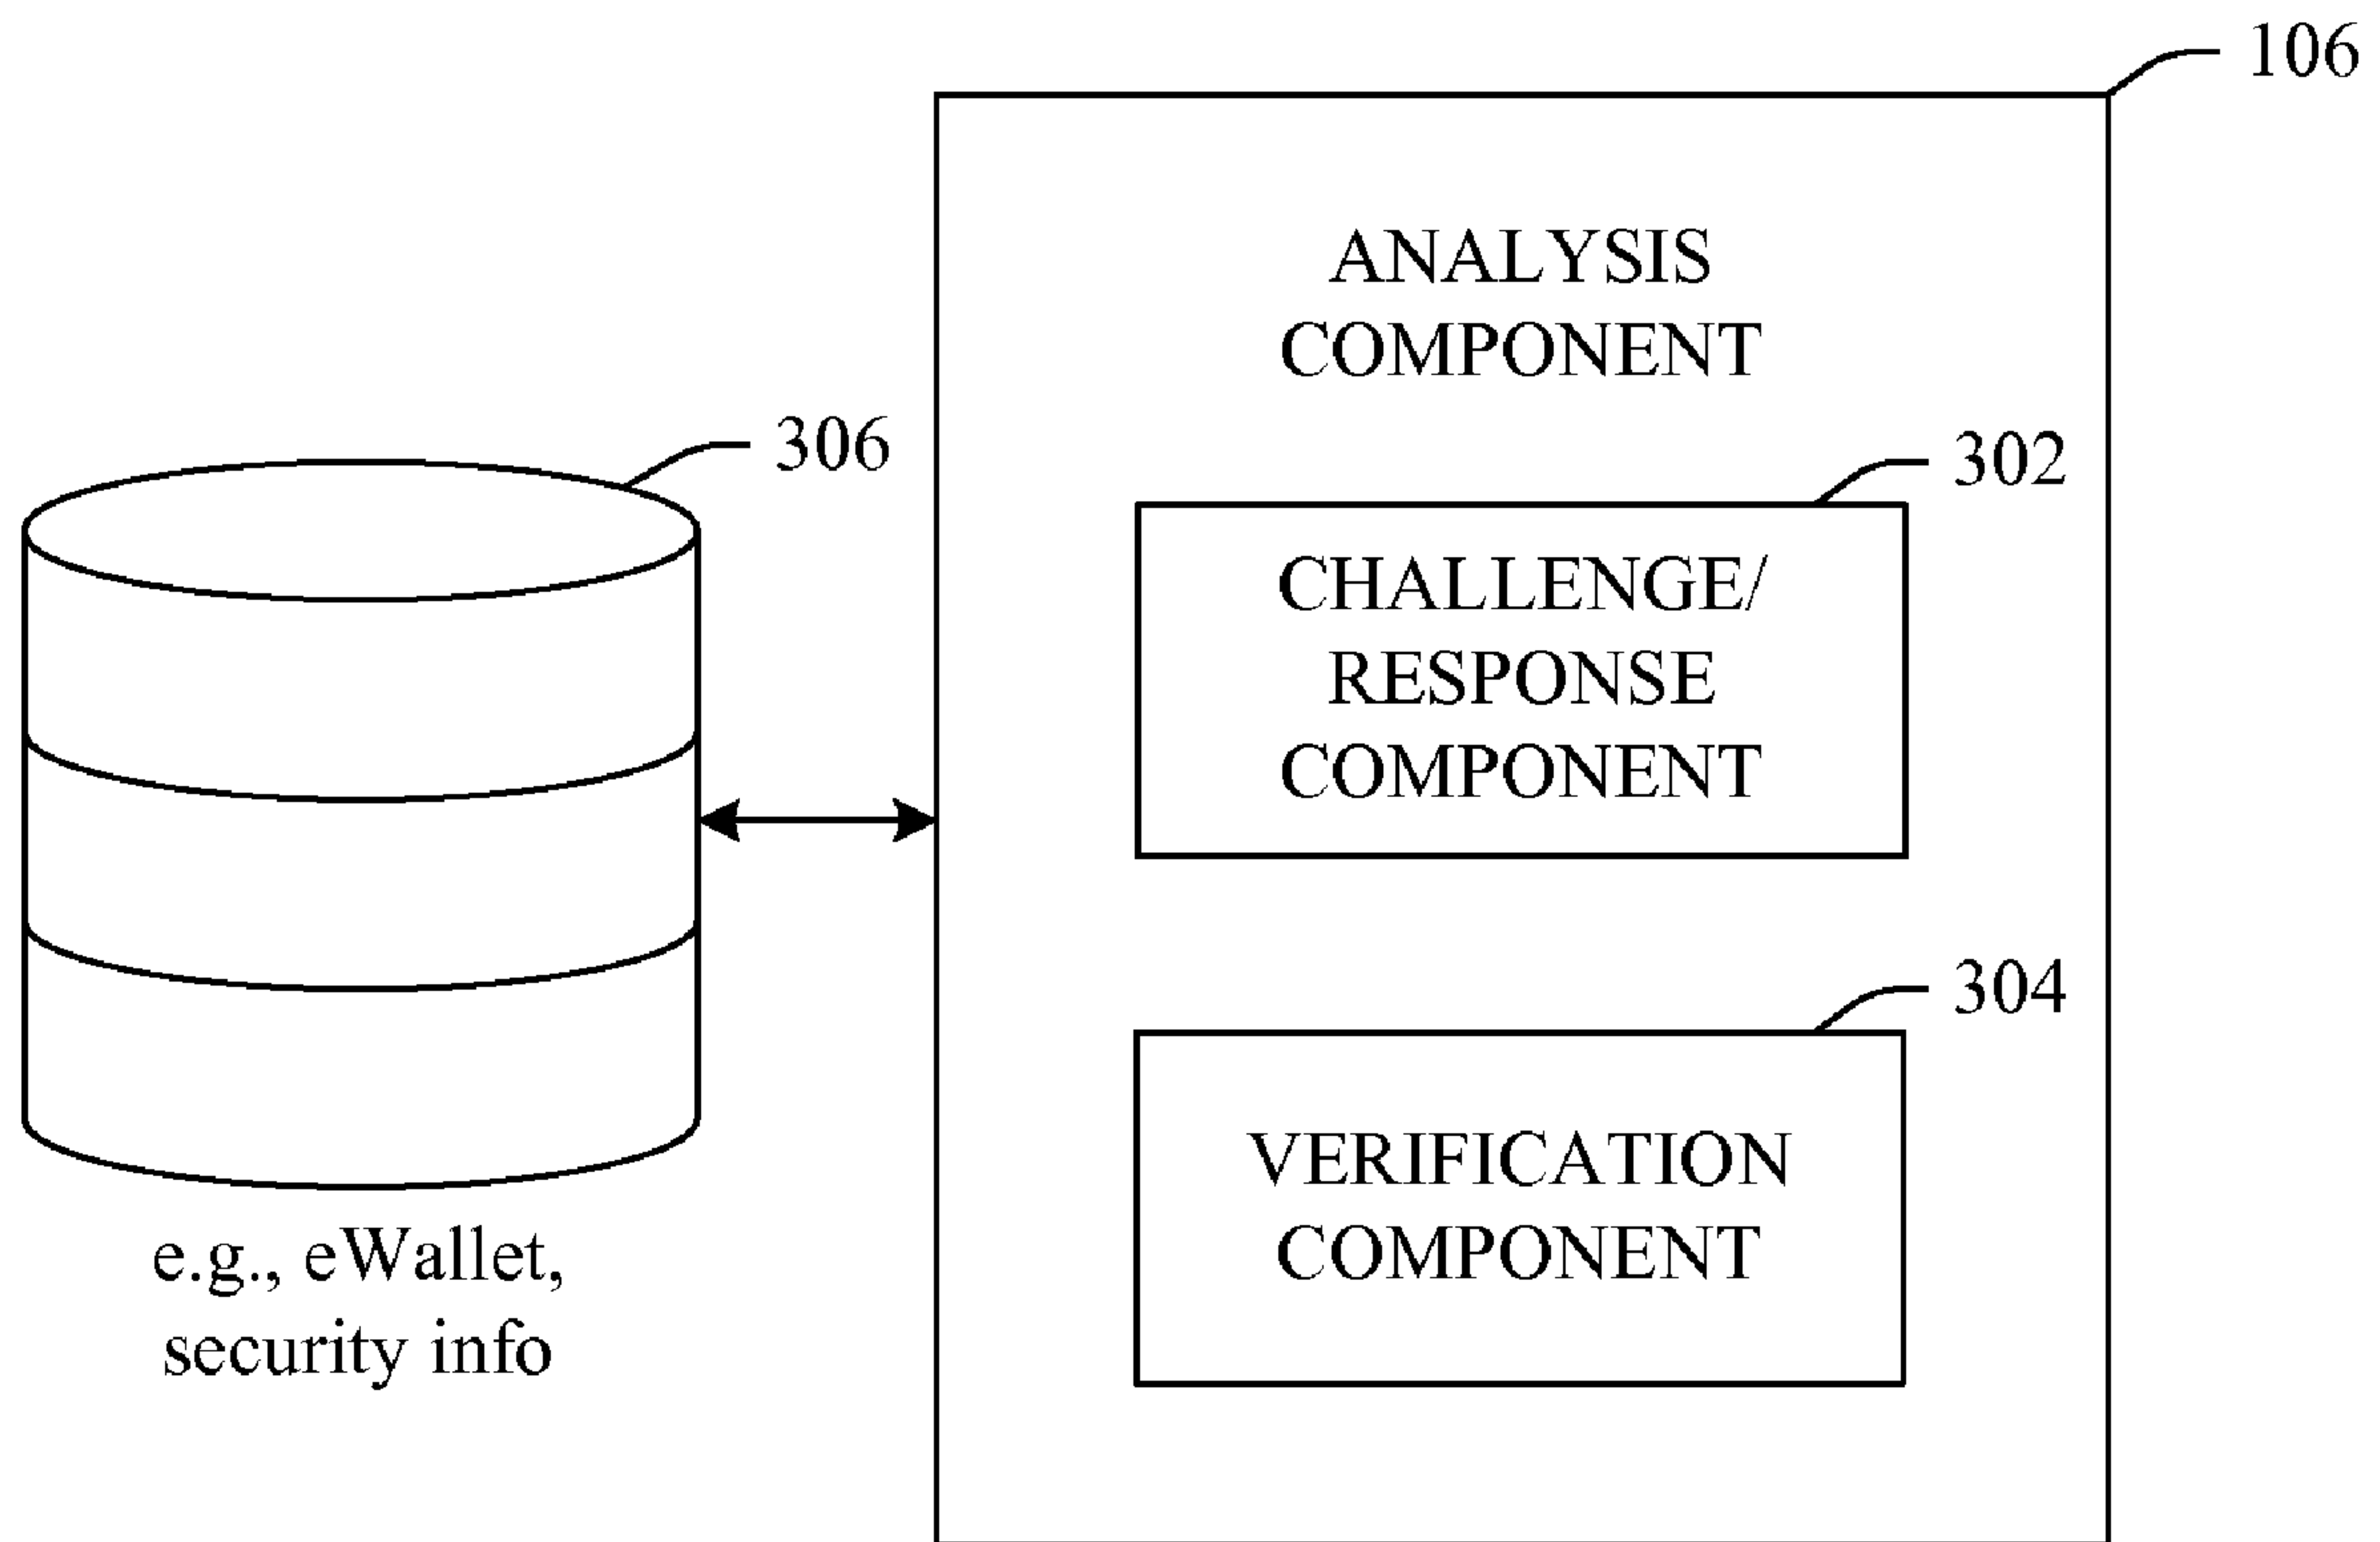 106
ANALYSIS
COMPONENT
306
302
CHALLENGE/
RESPONSE
COMPONENT
304
VERIFICATION
COMPONENT
e.g., eWallet,
security info